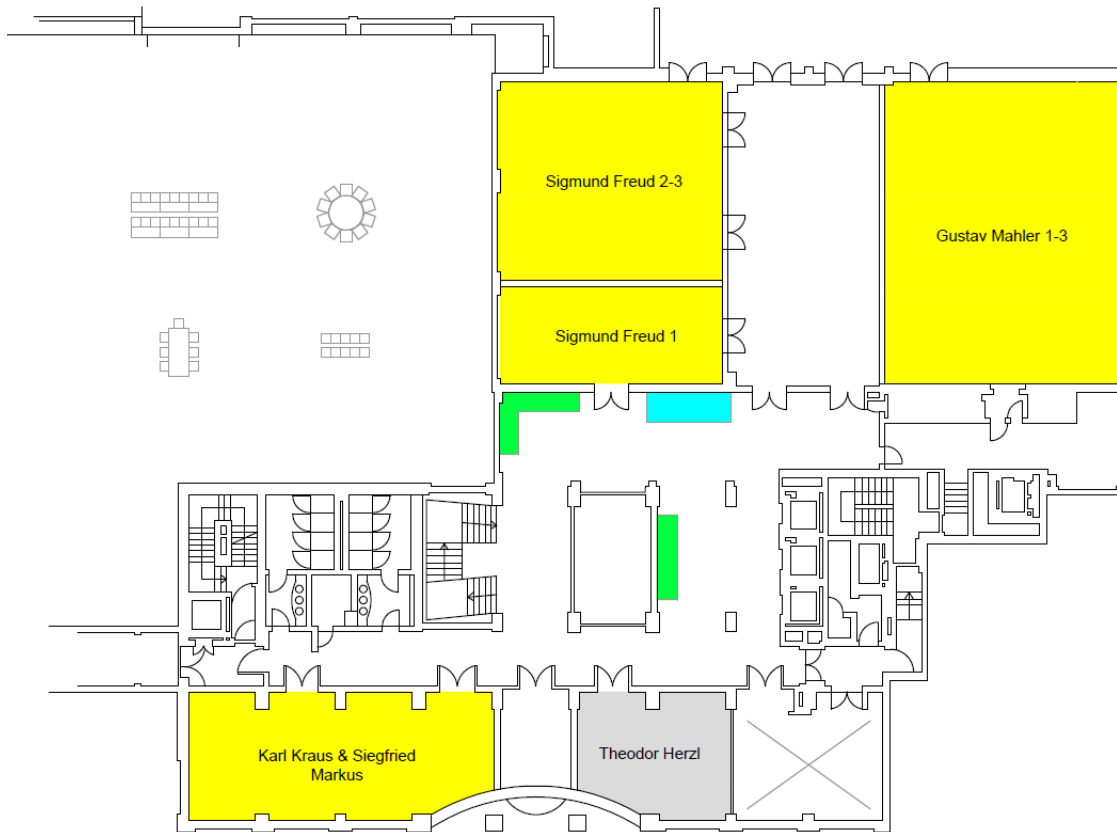 Sigmund Freud 2-3
Gustav Mahler 1-3
Sigmund Freud 1
Karl Kraus & Siegfried
Markus
Theodor Herzl